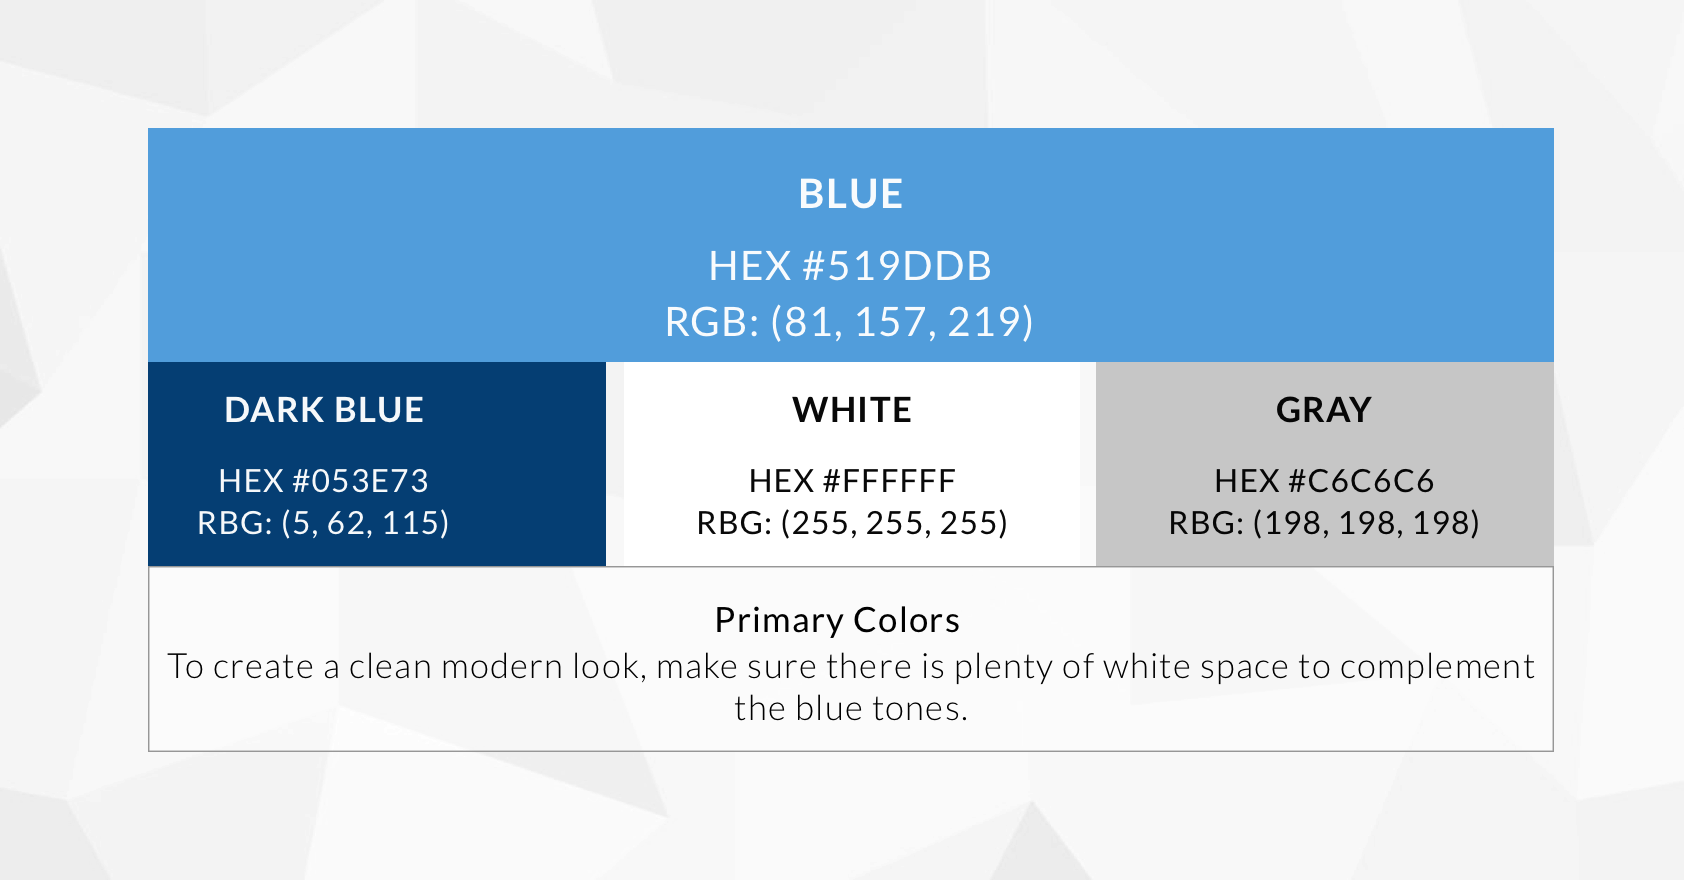 BLUE
HEX #519DDB
RGB: (81, 157, 219)
DARK BLUE
HEX #053E73
RBG: (5, 62, 115)
WHITE
HEX #FFFFFF
RBG: (255, 255, 255)
GRAY
HEX #C6C6C6
RBG: (198, 198, 198)
Primary Colors
To create a clean modern look, make sure there is plenty of white space to complement
the blue tones.